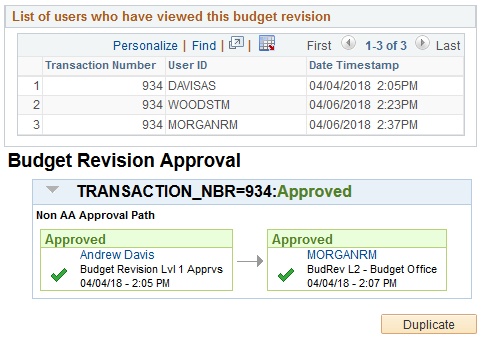 List of users who have viewed this budget revision
Personalize | Find | | First 1-3 of 3 Last
Transaction Number User ID Date Timestamp
1 934 DAVISAS 04/04/2018 2:05PM
2 934 WOODSTM 04/06/2018 2:23PM
3 934 MORGANRM 04/06/2018 2:37PM
Budget Revision Approval
TRANSACTION_NBR=934:Approved
Non AA Approval Path
Approved
Andrew Davis
Budget Revision Lvl 1 Apprvs
04/04/18 - 2:05 PM
Approved
MORGANRM
BudRev L2 - Budget Office
04/04/18 - 2:07 PM
Duplicate